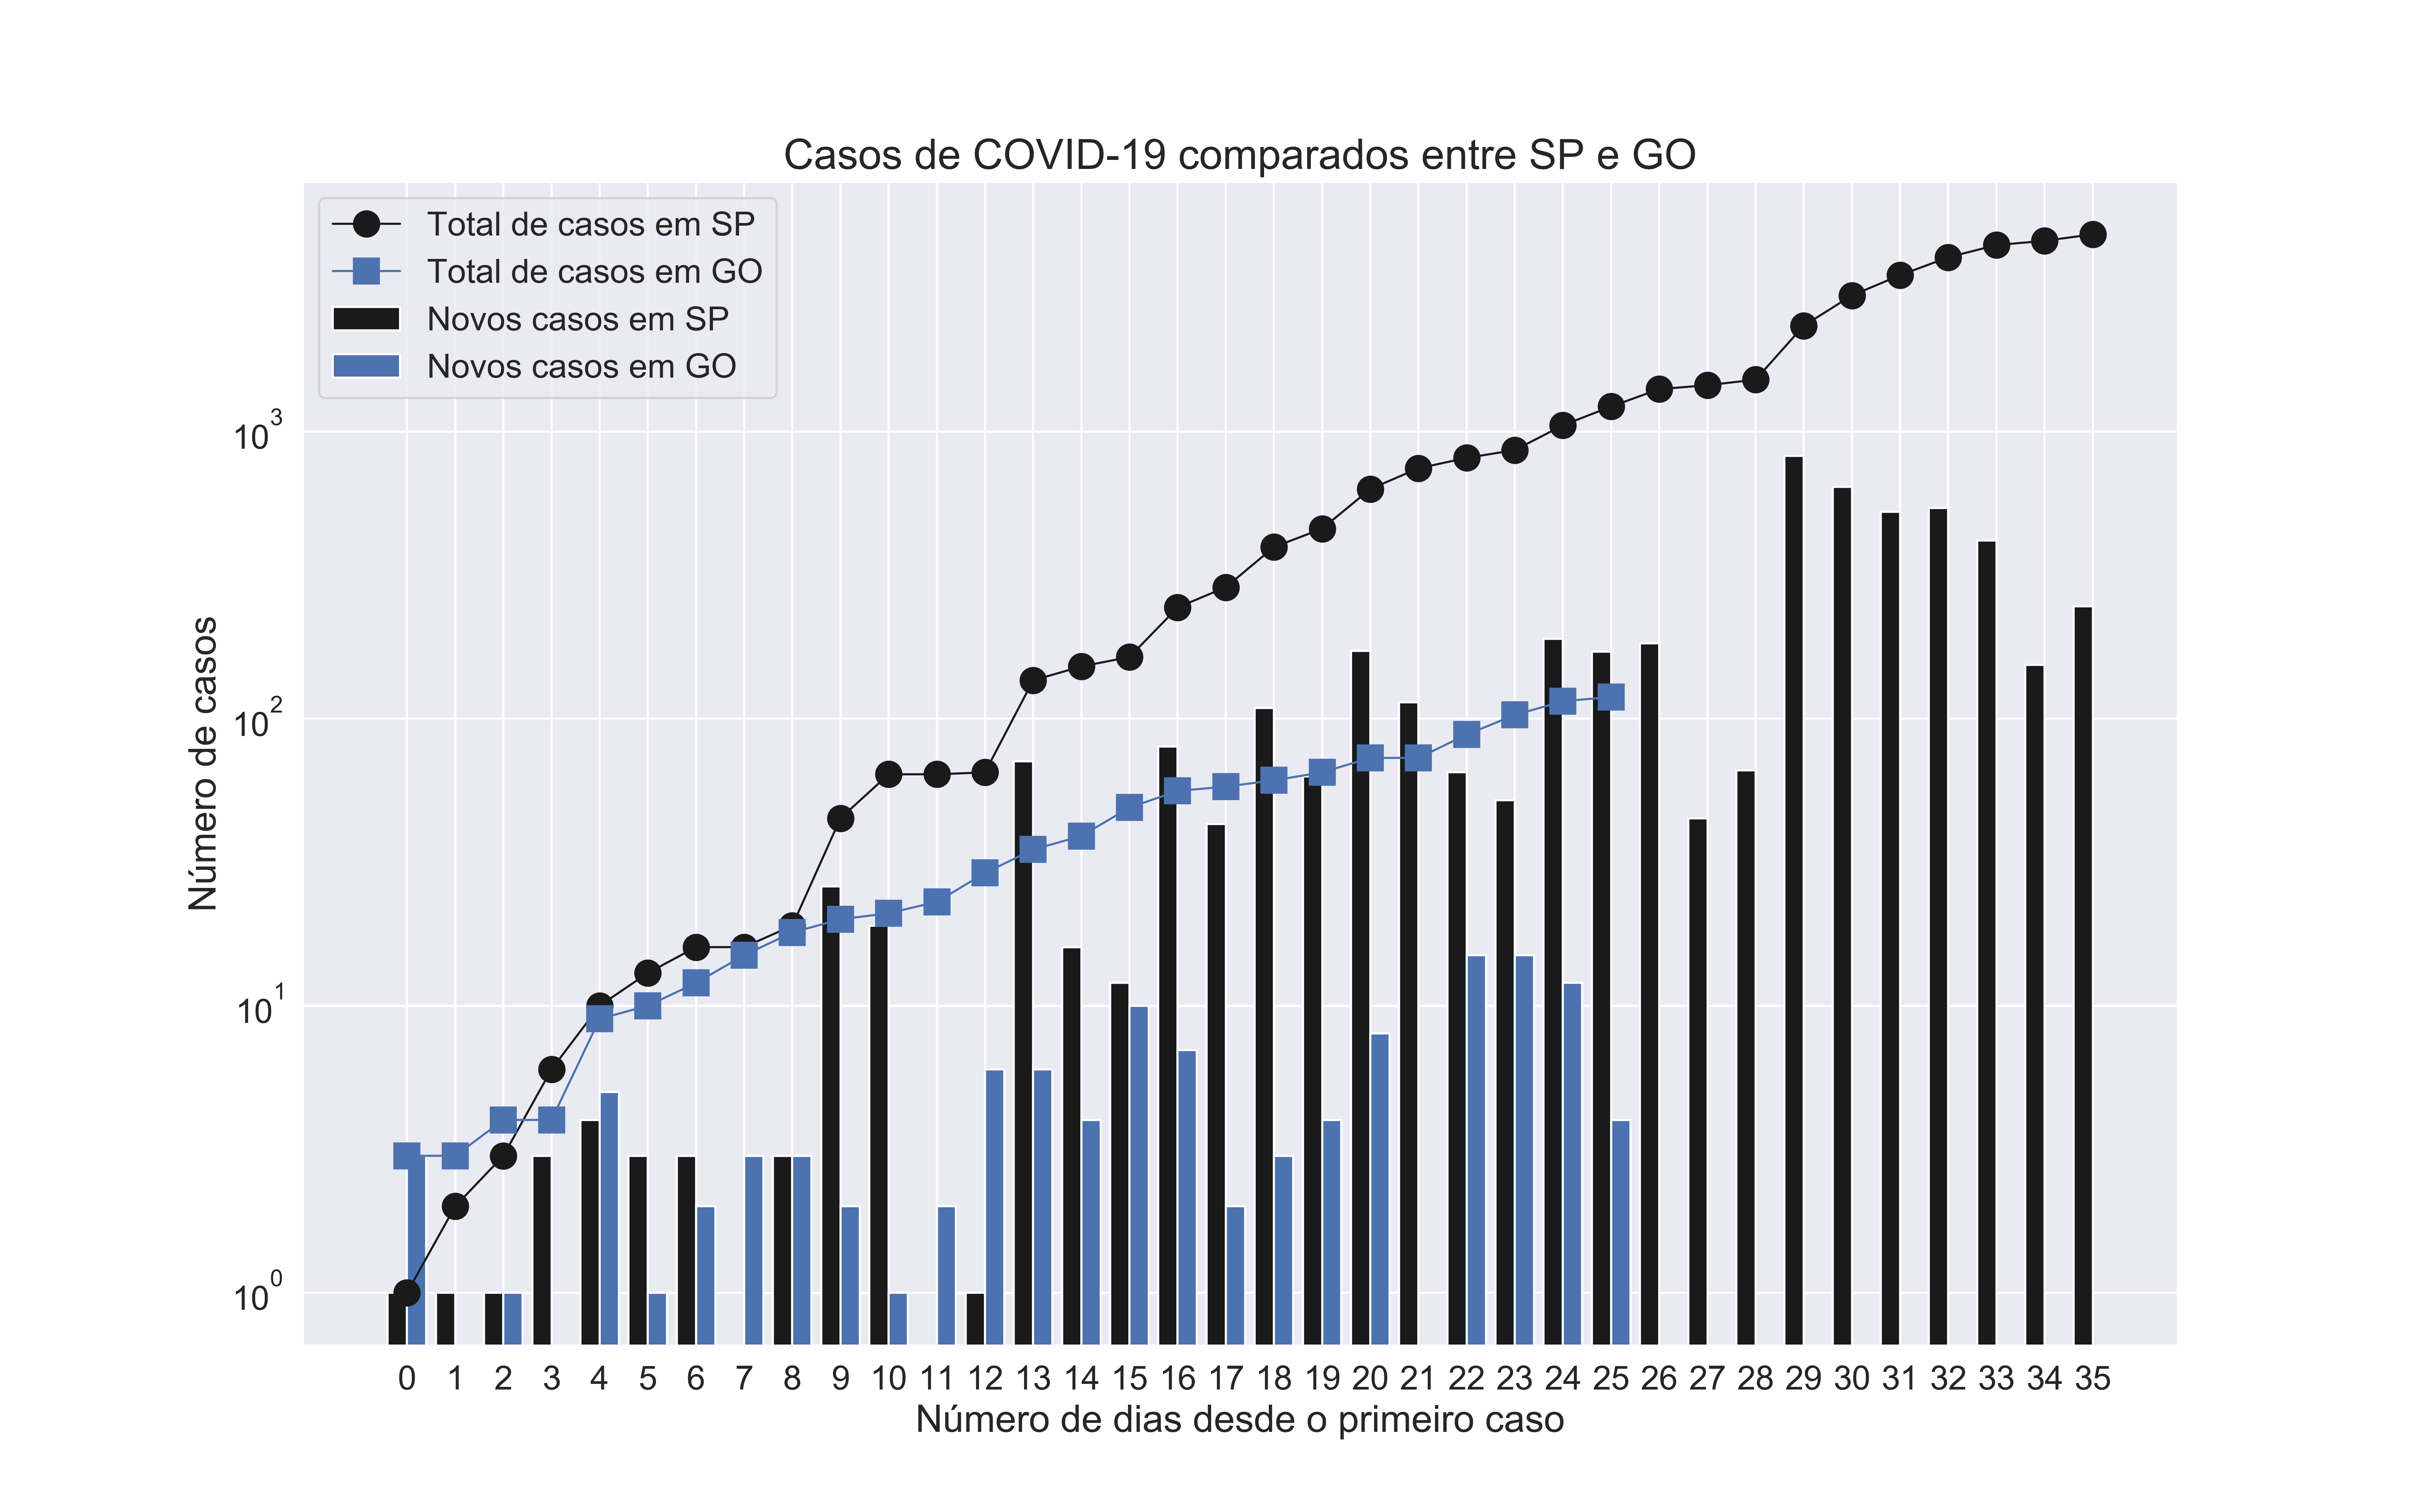 Casos de COVID-19 comparados entre SP e GO
Total de casos em SP
Total de casos em GO
Novos casos em SP
Novos casos em GO
10³
10²
10¹
10⁰
Número de casos
0 1 2 3 4 5 6 7 8 9 10 11 12 13 14 15 16 17 18 19 20 21 22 23 24 25 26 27 28 29 30 31 32 33 34 35
Número de dias desde o primeiro caso